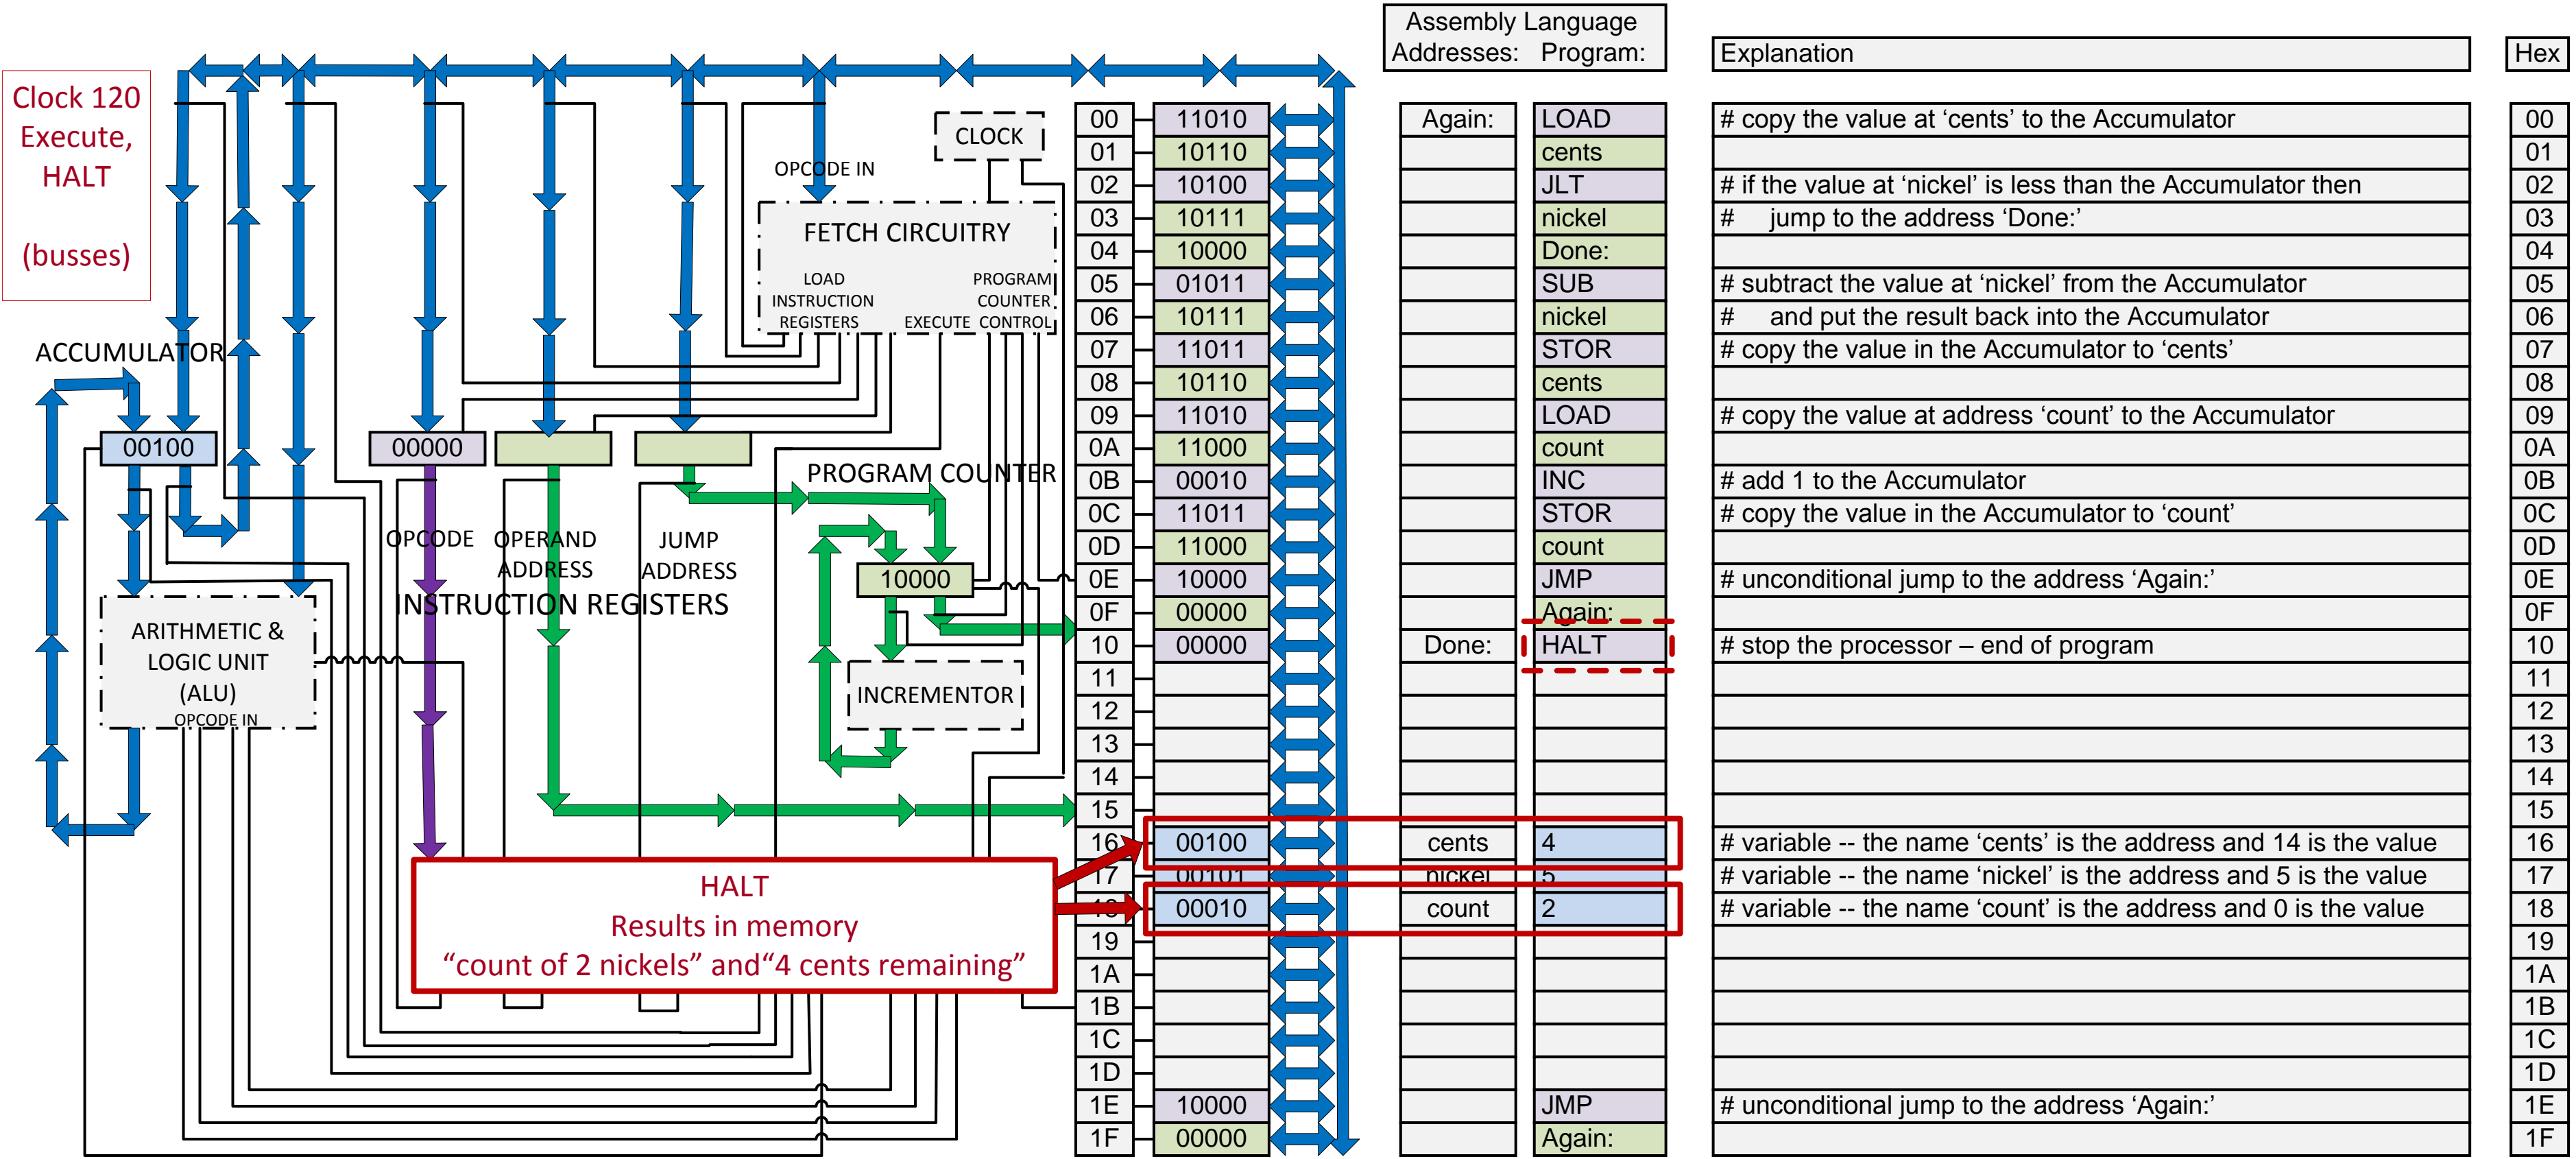 Assembly Language
Addresses: Program:
Explanation
Hex
Clock 120
Execute,
HALT
(busses)
CLOCK
OPCODE IN
FETCH CIRCUITRY
LOAD
INSTRUCTION
REGISTERS
EXECUTE
PROGRAM
COUNTER
CONTROL
ACCUMULATOR
00100
00000
PROGRAM COUNTER
OPCODE
OPERAND
ADDRESS
JUMP
ADDRESS
INSTRUCTION REGISTERS
10000
INCREMENTOR
ARITHMETIC &
LOGIC UNIT
(ALU)
OPCODE IN
HALT
Results in memory
“count of 2 nickels” and“4 cents remaining”
00 11010 Again: LOAD # copy the value at ‘cents’ to the Accumulator 00
01 10110 cents 01
02 10100 JLT # if the value at ‘nickel’ is less than the Accumulator then 02
03 10111 nickel # jump to the address ‘Done:’ 03
04 10000 Done: 04
05 01011 SUB # subtract the value at ‘nickel’ from the Accumulator 05
06 10111 nickel # and put the result back into the Accumulator 06
07 11011 STOR # copy the value in the Accumulator to ‘cents’ 07
08 10110 cents 08
09 11010 LOAD # copy the value at address ‘count’ to the Accumulator 09
0A 11000 count 0A
0B 00010 INC # add 1 to the Accumulator 0B
0C 11011 STOR # copy the value in the Accumulator to ‘count’ 0C
0D 11000 count 0D
0E 10000 JMP # unconditional jump to the address ‘Again:’ 0E
0F 00000 Again: 0F
10 00000 Done: HALT # stop the processor – end of program 10
11 11
12 12
13 13
14 14
15 15
16 00100 cents 4 # variable -- the name ‘cents’ is the address and 14 is the value 16
17 00101 nickel 5 # variable -- the name ‘nickel’ is the address and 5 is the value 17
18 00010 count 2 # variable -- the name ‘count’ is the address and 0 is the value 18
19 19
1A 1A
1B 1B
1C 1C
1D 1D
1E 10000 JMP # unconditional jump to the address ‘Again:’ 1E
1F 00000 Again: 1F